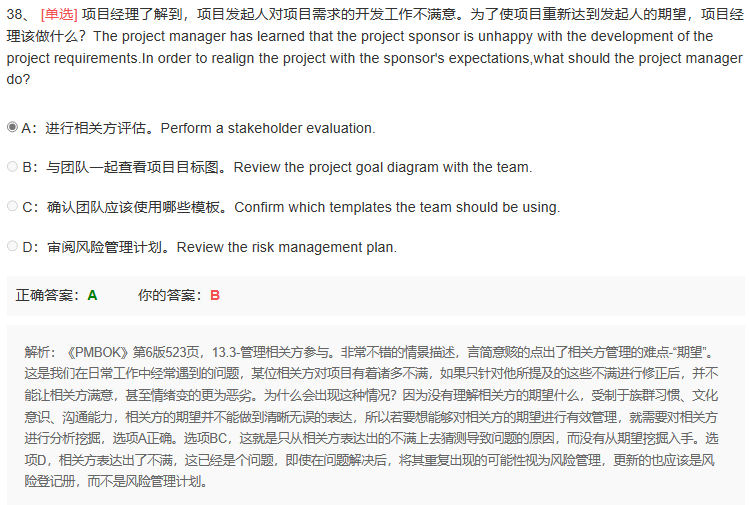 38、 [单选] 项目经理了解到，项目发起人对项目需求的开发工作不满意。为了使项目重新达到发起人的期望，项目经
理该做什么？The project manager has learned that the project sponsor is unhappy with the development of the
project requirements.In order to realign the project with the sponsor's expectations,what should the project manager
do?
A：进行相关方评估。Perform a stakeholder evaluation.
B：与团队一起查看项目目标图。Review the project goal diagram with the team.
C：确认团队应该使用哪些模板。Confirm which templates the team should be using.
D：审阅风险管理计划。Review the risk management plan.
正确答案：A 你的答案：B
解析：《PMBOK》第6版523页，13.3-管理相关方参与。非常不错的情景描述，言简意赅的点出了相关方管理的难点-“期望”。
这是我们在日常工作中经常遇到的问题，某位相关方对项目有着诸多不满，如果只针对他所提及的这些不满进行修正后，并不
能让相关方满意，甚至情绪变的更为恶劣。为什么会出现这种情况？因为没有理解相关方的期望什么，受制于族群习惯、文化
意识、沟通能力，相关方的期望并不能做到清晰无误的表达，所以若要想能够对相关方的期望进行有效管理，就需要对相关方
进行分析挖掘，选项A正确。选项BC，这就是只从相关方表达出的不满上去猜测导致问题的原因，而没有从期望挖掘入手。选
项D，相关方表达出了不满，这已经是个问题，即使在问题解决后，将其重复出现的可能性视为风险管理，更新的也应该是风
险登记册，而不是风险管理计划。